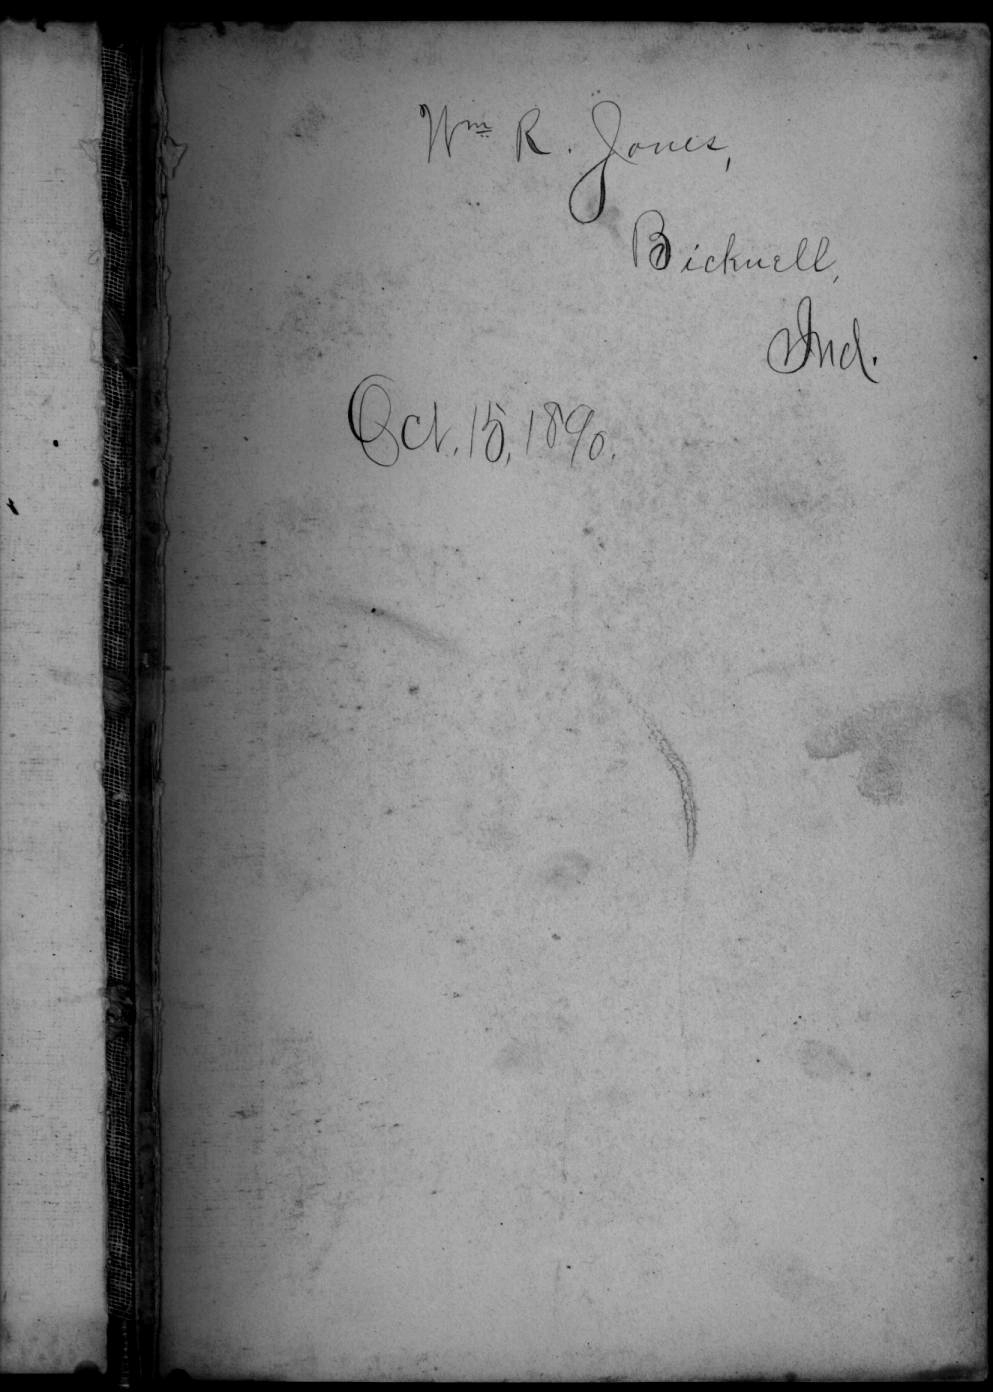 Wm R. Jones,
Bicknell,
Ind.
Oct. 15, 1890.